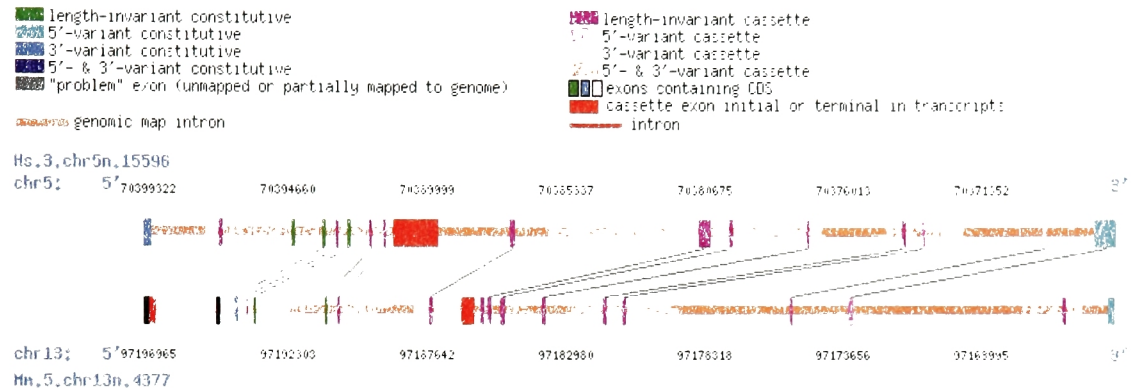 length-invariant constitutive
5'-variant constitutive
3'-variant constitutive
5'- & 3'-variant constitutive
"problem" exon (unmapped or partially mapped to genome)
genomic map intron
length-invariant cassette
5'-variant cassette
3'-variant cassette
5'- & 3'-variant cassette
exons containing CDS
cassette exon initial or terminal in transcripts
intron
Hs.3.chr5n.15596
chr5: 5' 70399322 70394660 70389999 70385337 70380675 70376013 70371352 3'
chr13: 5' 97196965 97192303 97187642 97182980 97178318 97173656 97168995 3'
Mm.5.chr13n.4377